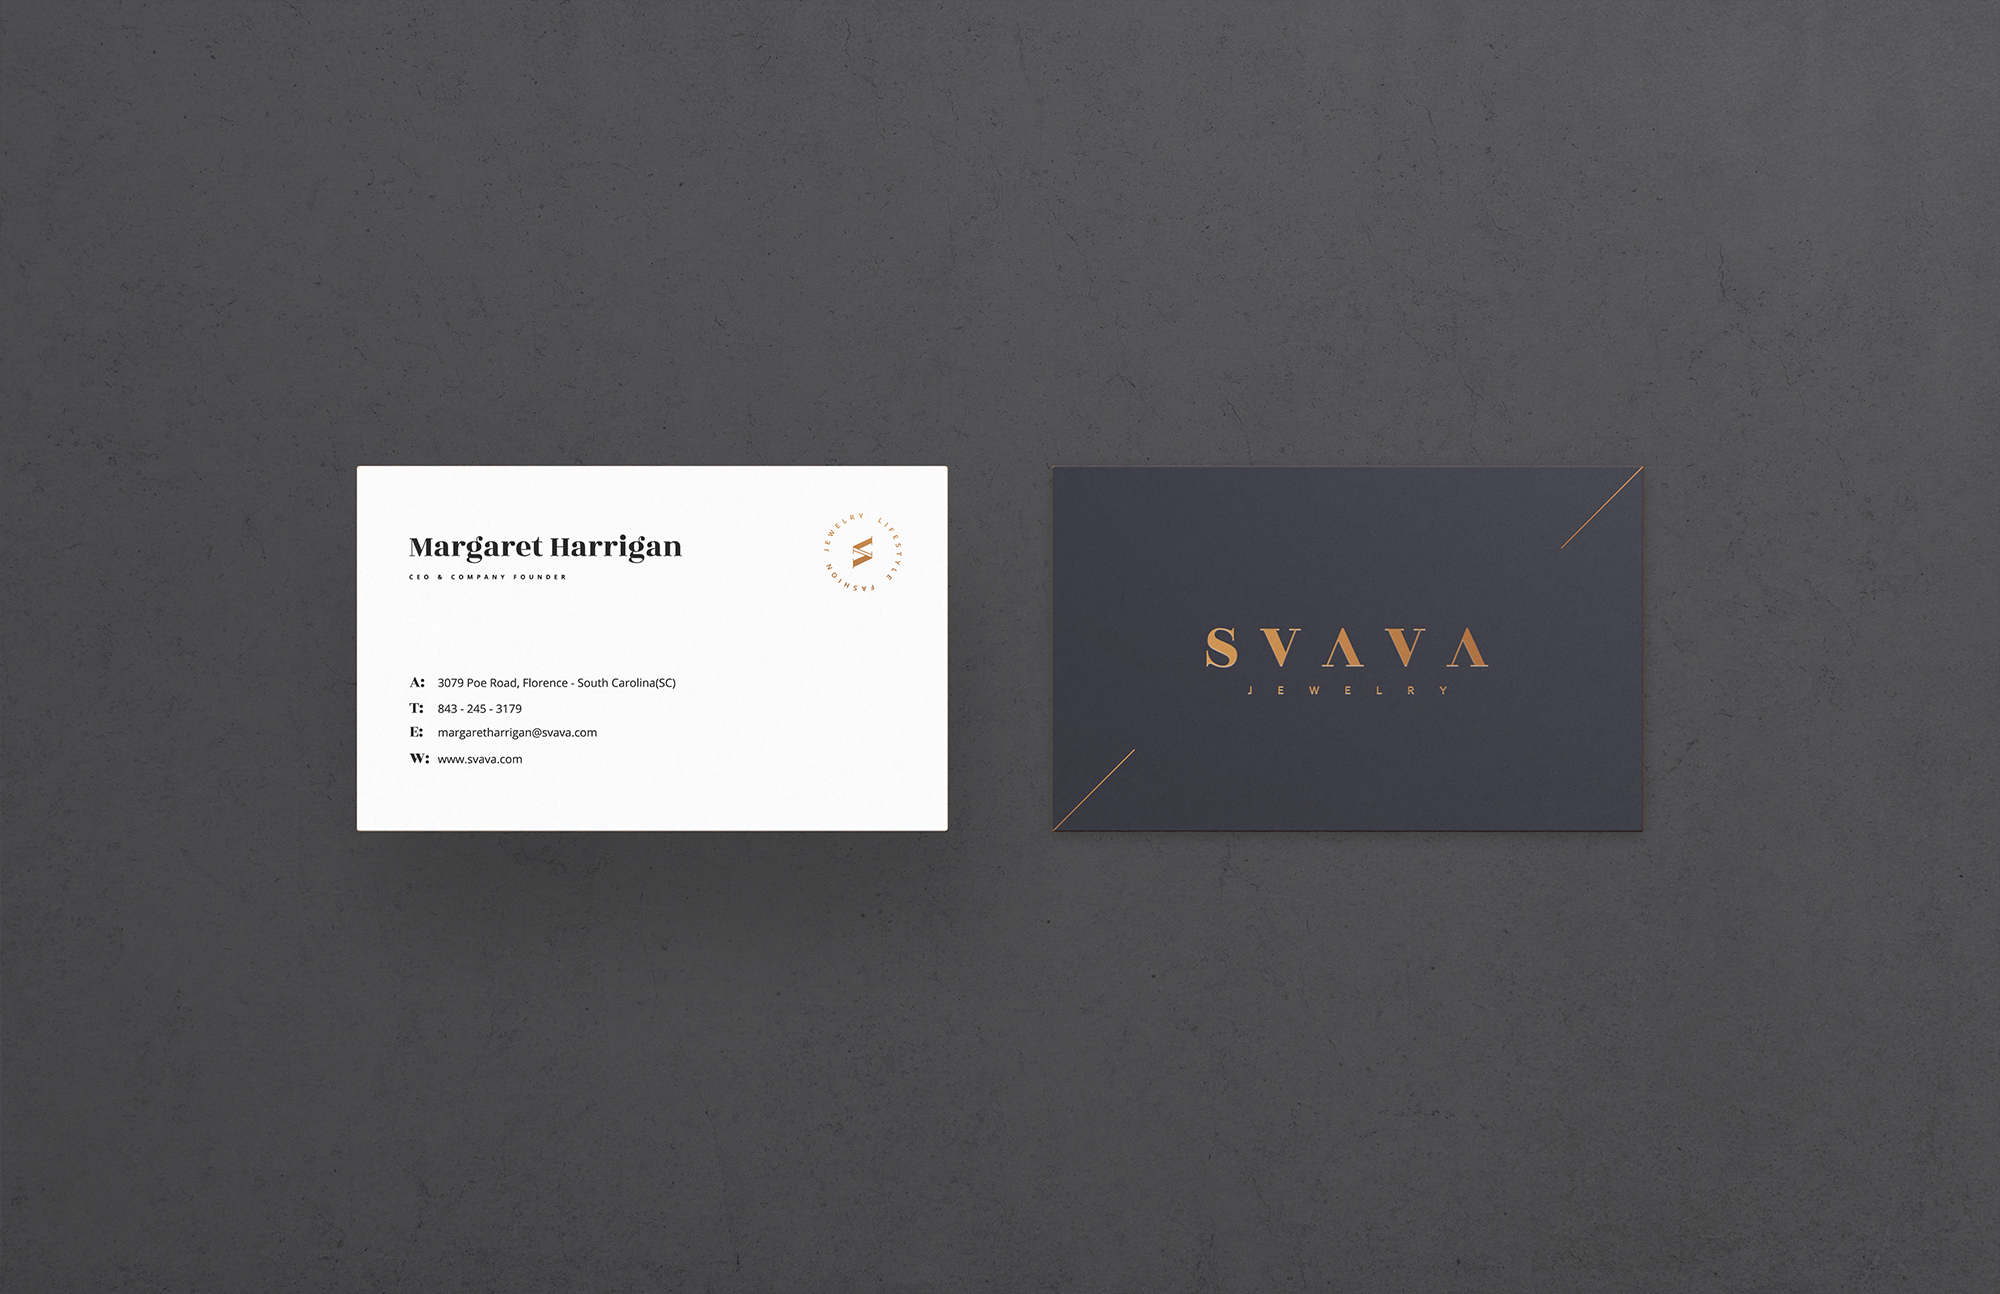 Margaret Harrigan
CEO & COMPANY FOUNDER
JEWELRY LIFESTYLE FASHION
A: 3079 Poe Road, Florence - South Carolina(SC)
T: 843 - 245 - 3179
E: margaretharrigan@svava.com
W: www.svava.com
SVAVA
JEWELRY